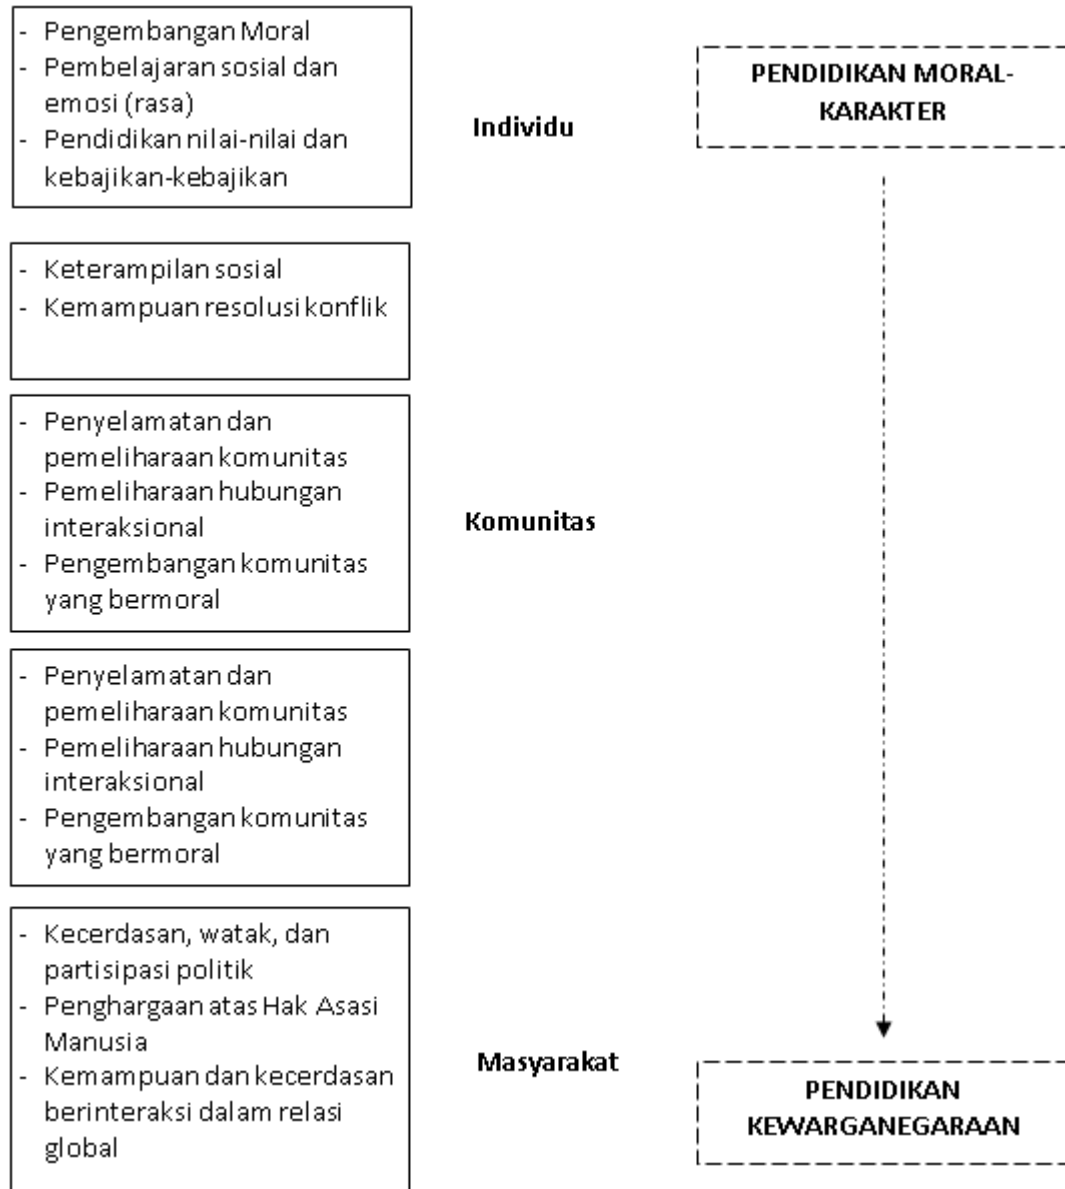 - Pengembangan Moral
- Pembelajaran sosial dan
emosi (rasa)
- Pendidikan nilai-nilai dan
kebajikan-kebajikan
Individu
PENDIDIKAN MORAL-
KARAKTER
- Keterampilan sosial
- Kemampuan resolusi konflik
- Penyelamatan dan
pemeliharaan komunitas
- Pemeliharaan hubungan
interaksional
- Pengembangan komunitas
yang bermoral
Komunitas
- Penyelamatan dan
pemeliharaan komunitas
- Pemeliharaan hubungan
interaksional
- Pengembangan komunitas
yang bermoral
- Kecerdasan, watak, dan
partisipasi politik
- Penghargaan atas Hak Asasi
Manusia
- Kemampuan dan kecerdasan
berinteraksi dalam relasi
global
Masyarakat
PENDIDIKAN
KEWARGANEGARAAN